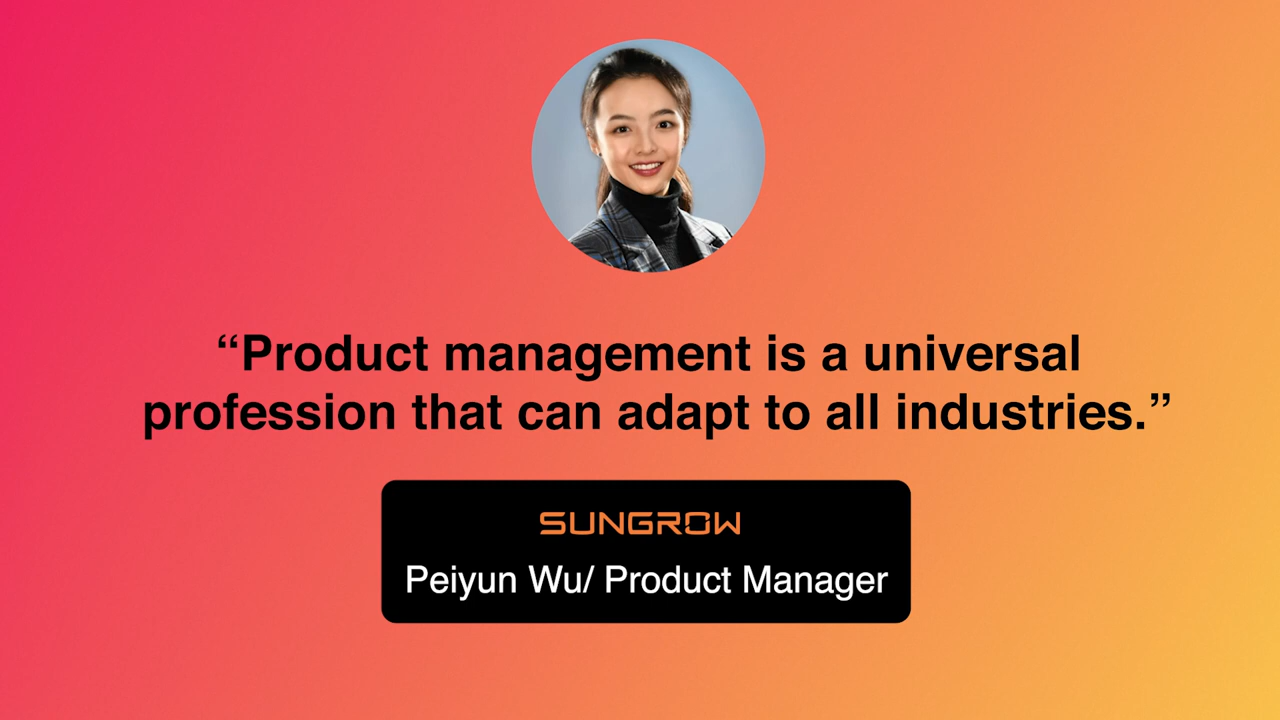 “Product management is a universal
profession that can adapt to all industries.”
SUNGROW
Peiyun Wu/ Product Manager